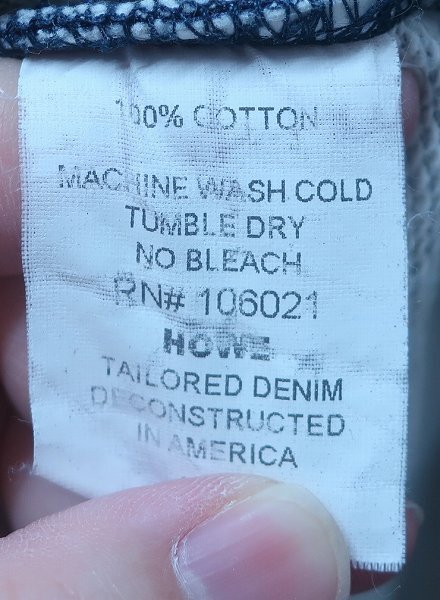 100% COTTON
MACHINE WASH COLD
TUMBLE DRY
NO BLEACH
RN# 106021
HOWE
TAILORED DENIM
DECONSTRUCTED
IN AMERICA